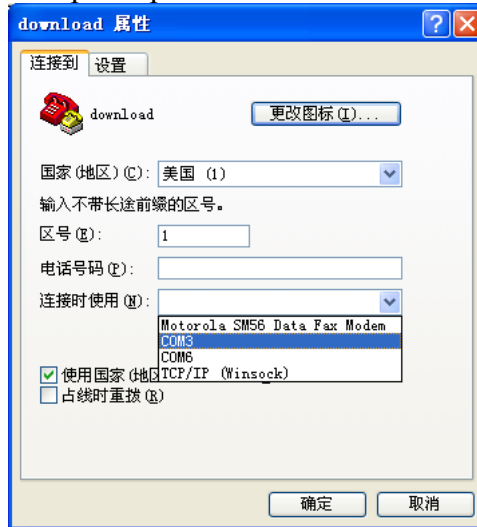 download 属性
连接到 设置
download 更改图标(I)...
国家(地区)(C): 美国 (1)
输入不带长途前缀的区号。
区号(E): 1
电话号码(P):
连接时使用(N):
Motorola SM56 Data Fax Modem
COM3
COM6
TCP/IP (Winsock)
使用国家(地区
占线时重拨(R)
确定 取消